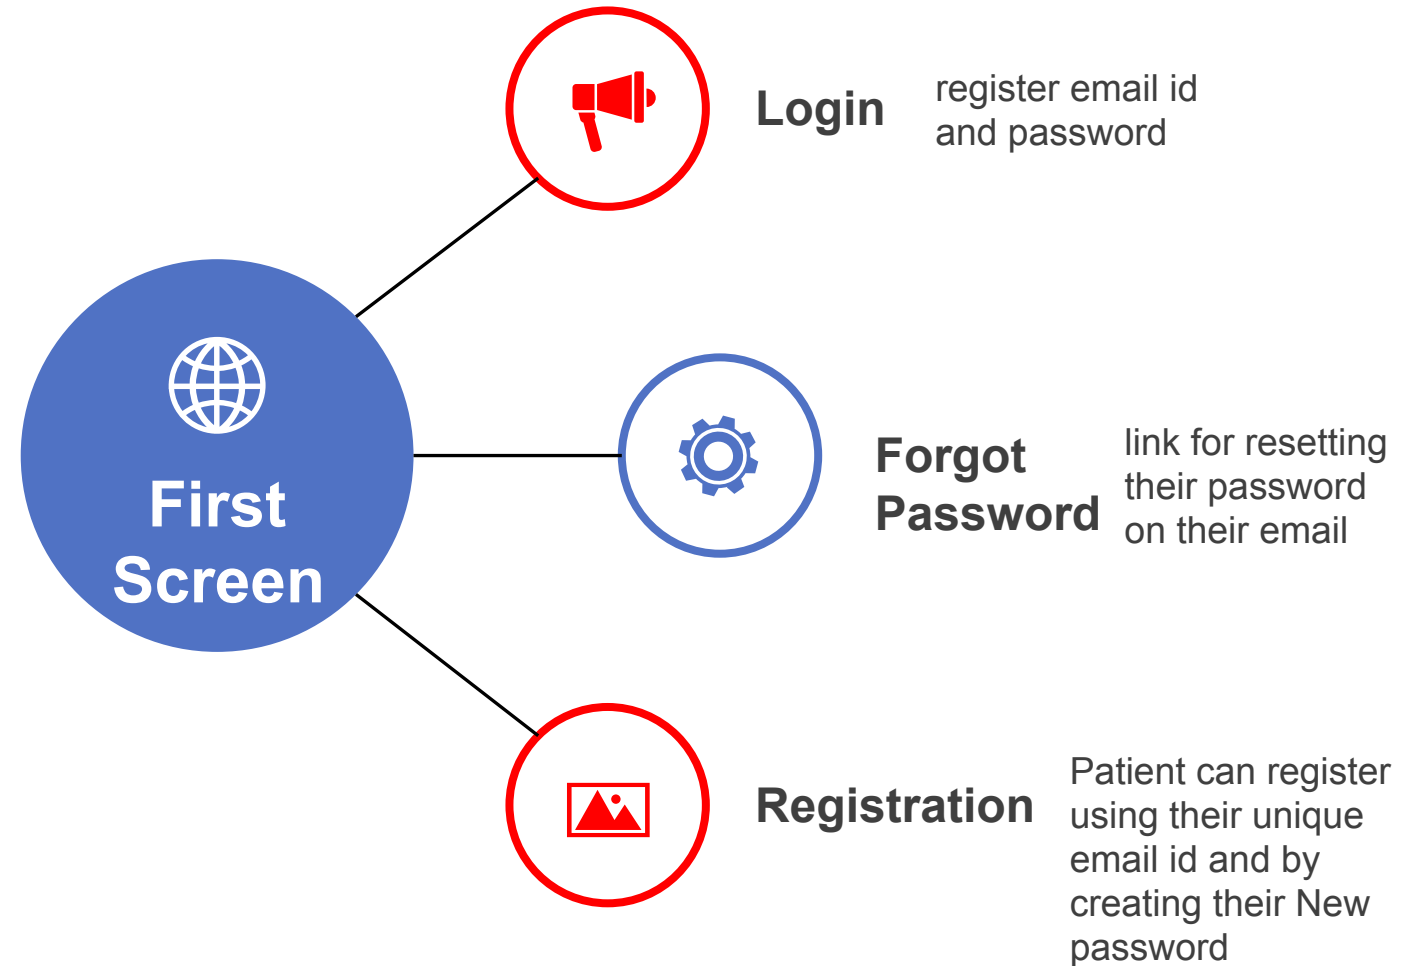 Login
register email id
and password
First
Screen
Forgot
Password
link for resetting
their password
on their email
Registration
Patient can register
using their unique
email id and by
creating their New
password